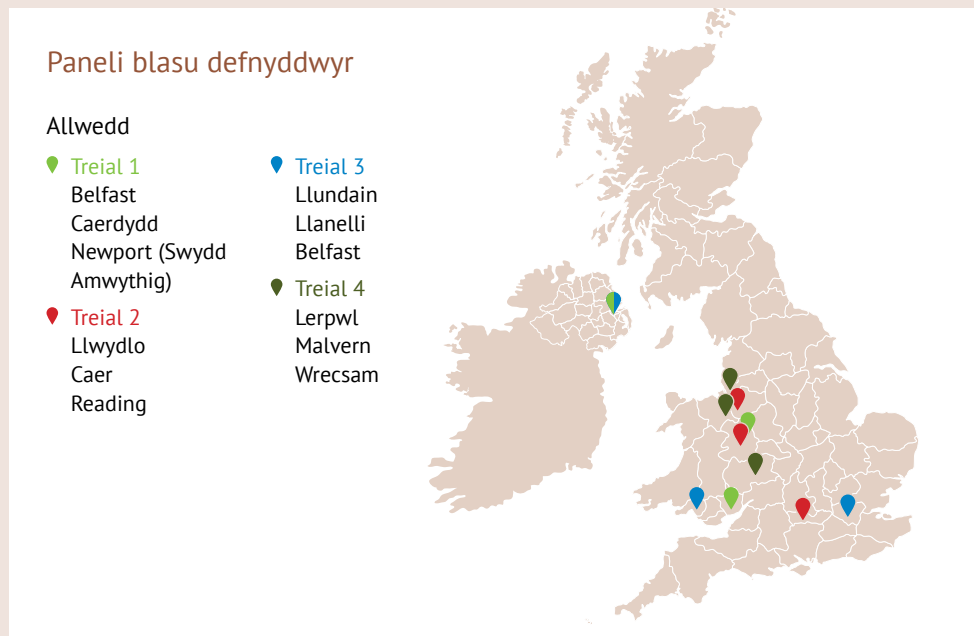 Paneli blasu defnyddwyr
Allwedd
Treial 1
Belfast
Caerdydd
Newport (Swydd
Amwythig)
Treial 2
Llwydlo
Caer
Reading
Treial 3
Llundain
Llanelli
Belfast
Treial 4
Lerpwl
Malvern
Wrecsam